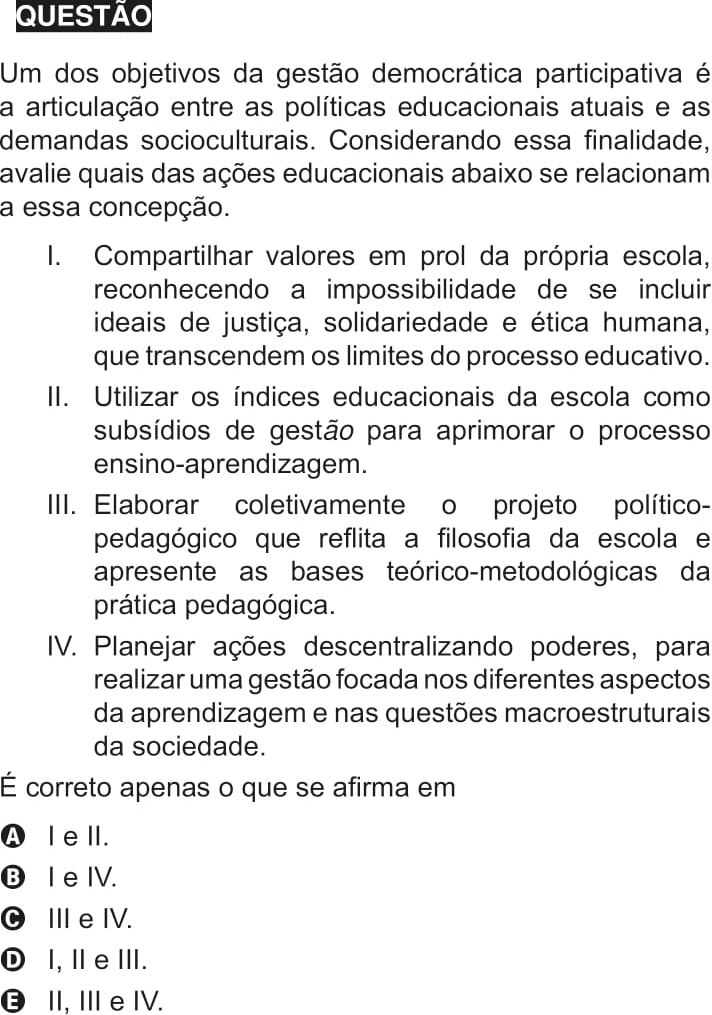 QUESTÃO
Um dos objetivos da gestão democrática participativa é
a articulação entre as políticas educacionais atuais e as
demandas socioculturais. Considerando essa finalidade,
avalie quais das ações educacionais abaixo se relacionam
a essa concepção.
I. Compartilhar valores em prol da própria escola,
reconhecendo a impossibilidade de se incluir
ideais de justiça, solidariedade e ética humana,
que transcendem os limites do processo educativo.
II. Utilizar os índices educacionais da escola como
subsídios de gestão para aprimorar o processo
ensino-aprendizagem.
III. Elaborar coletivamente o projeto político-
pedagógico que reflita a filosofia da escola e
apresente as bases teórico-metodológicas da
prática pedagógica.
IV. Planejar ações descentralizando poderes, para
realizar uma gestão focada nos diferentes aspectos
da aprendizagem e nas questões macroestruturais
da sociedade.
É correto apenas o que se afirma em
A I e II.
B I e IV.
C III e IV.
D I, II e III.
E II, III e IV.